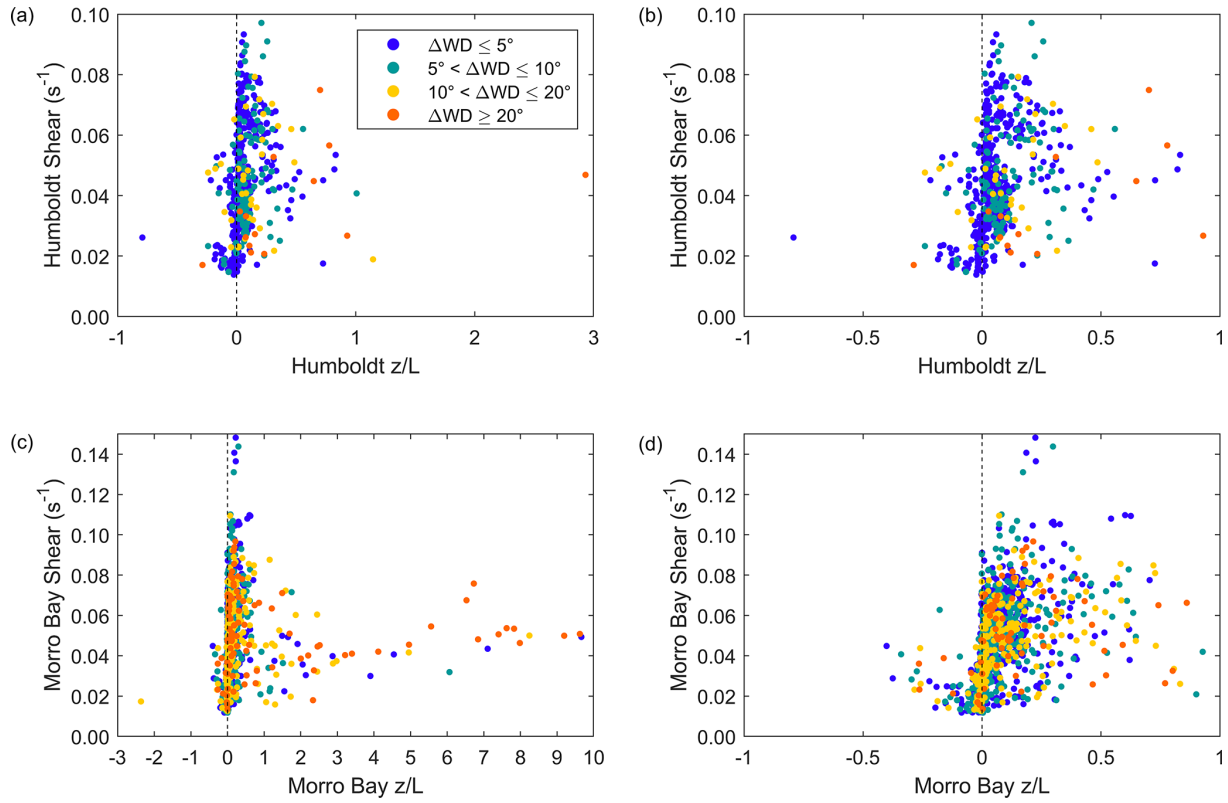 (a)
0.10
0.08
0.06
0.04
0.02
0.00
Humboldt Shear (s-1)
ΔWD ≤ 5°
5° < ΔWD ≤ 10°
10° < ΔWD ≤ 20°
ΔWD ≥ 20°
-1 0 1 2 3
Humboldt z/L
(b)
0.10
0.08
0.06
0.04
0.02
0.00
Humboldt Shear (s-1)
-1 -0.5 0 0.5 1
Humboldt z/L
(c)
0.14
0.12
0.10
0.08
0.06
0.04
0.02
0.00
Morro Bay Shear (s-1)
-3 -2 -1 0 1 2 3 4 5 6 7 8 9 10
Morro Bay z/L
(d)
0.14
0.12
0.10
0.08
0.06
0.04
0.02
0.00
Morro Bay Shear (s-1)
-1 -0.5 0 0.5 1
Morro Bay z/L